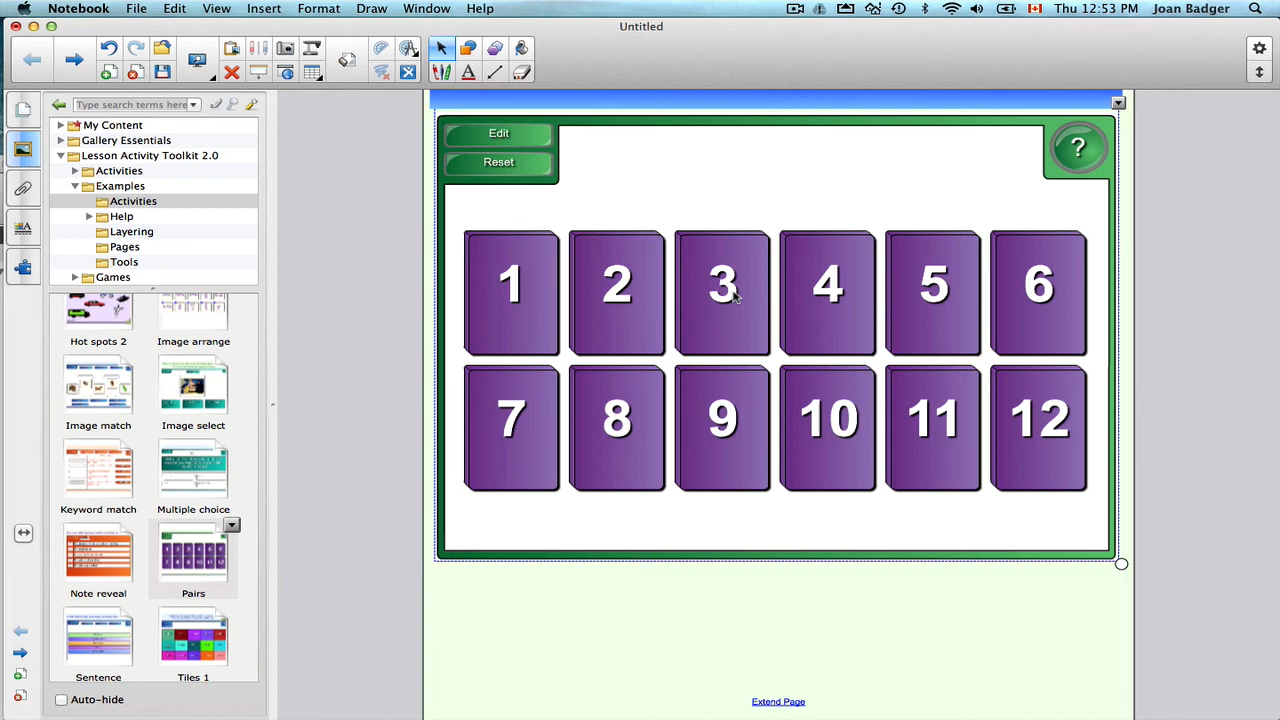 Notebook File Edit View Insert Format Draw Window Help Thu 12:53 PM Joan Badger
Untitled
Type search terms here
My Content
Gallery Essentials
Lesson Activity Toolkit 2.0
Activities
Examples
Activities
Help
Layering
Pages
Tools
Games
Hot spots 2 Image arrange
Image match Image select
Keyword match Multiple choice
Note reveal Pairs
Sentence Tiles 1
Auto-hide
Edit
Reset
?
1 2 3 4 5 6
7 8 9 10 11 12
Extend Page